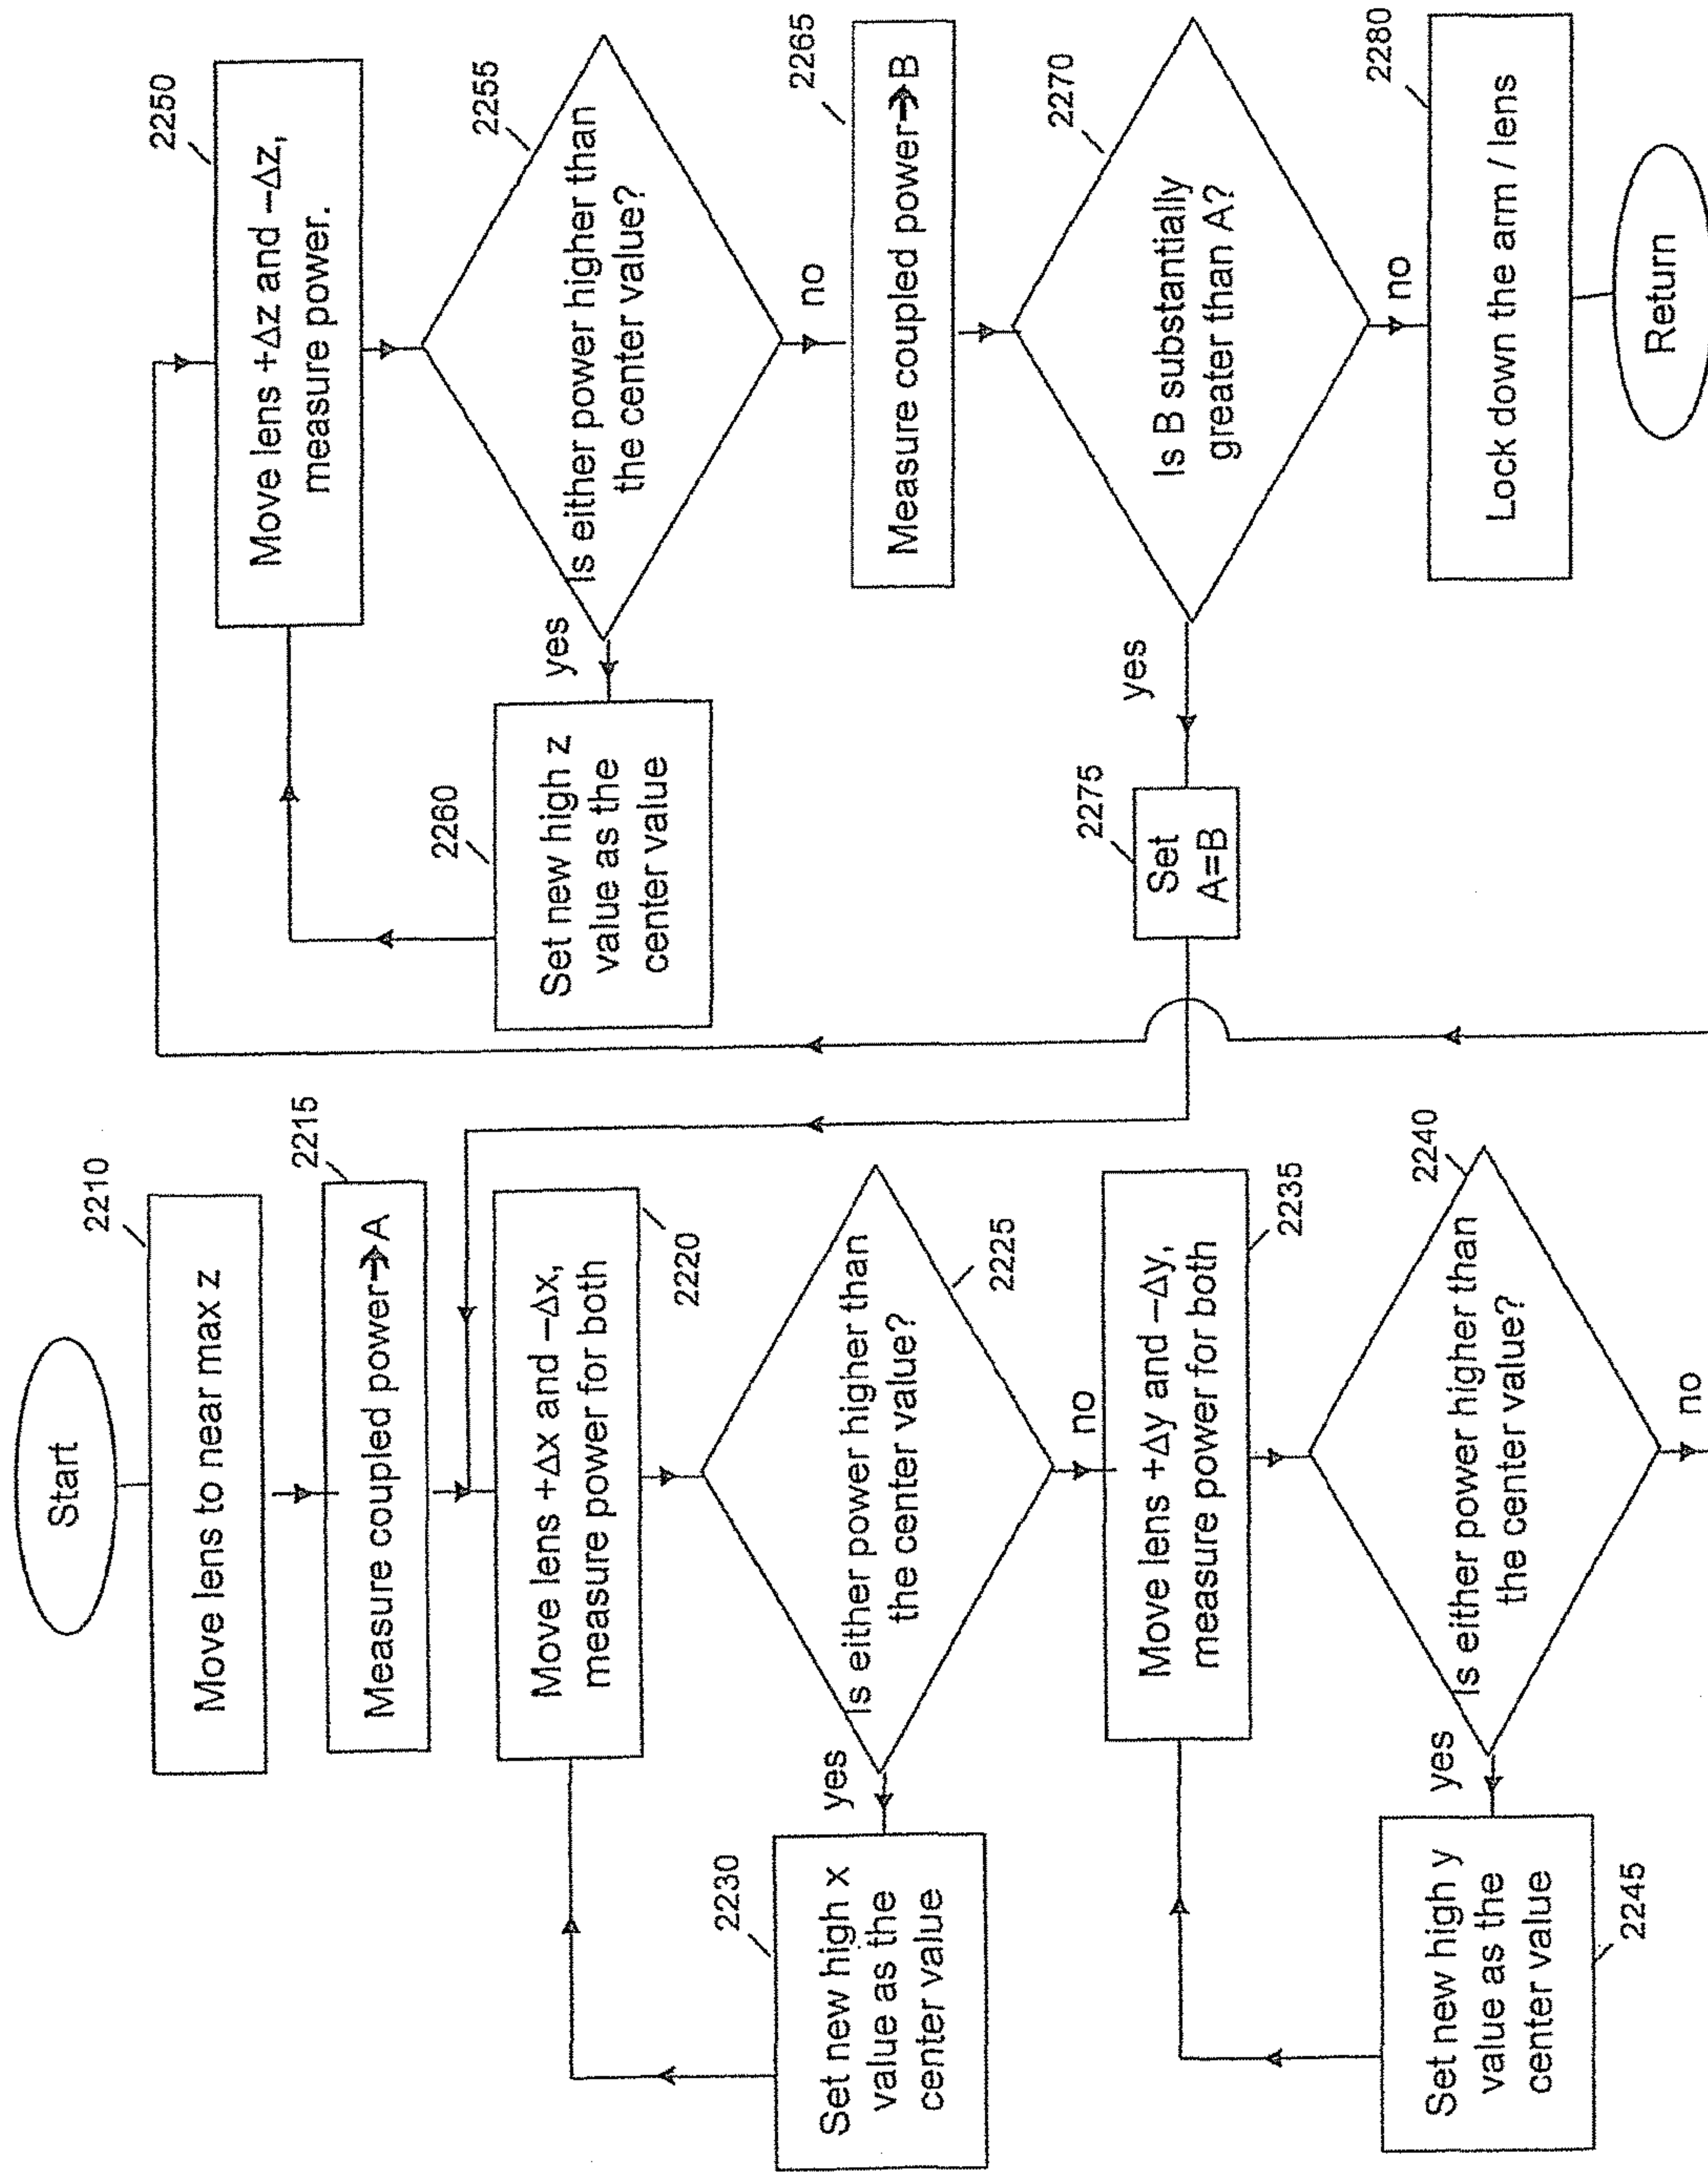 Start
2210
Move lens to near max z
2215
Measure coupled power→A
Move lens +Δx and –Δx,
measure power for both
2220
Is either power higher than
the center value?
2225
yes
2230
Set new high x
value as the
center value
no
Move lens +Δy and –Δy,
measure power for both
2235
2240
Is either power higher than
the center value?
yes
Set new high y
value as the
center value
2245
no
2250
Move lens +Δz and –Δz,
measure power.
2255
Is either power higher than
the center value?
yes
2260
Set new high z
value as the
center value
no
2265
Measure coupled power→B
2270
Is B substantially
greater than A?
yes
2275
Set
A=B
no
2280
Lock down the arm / lens
Return